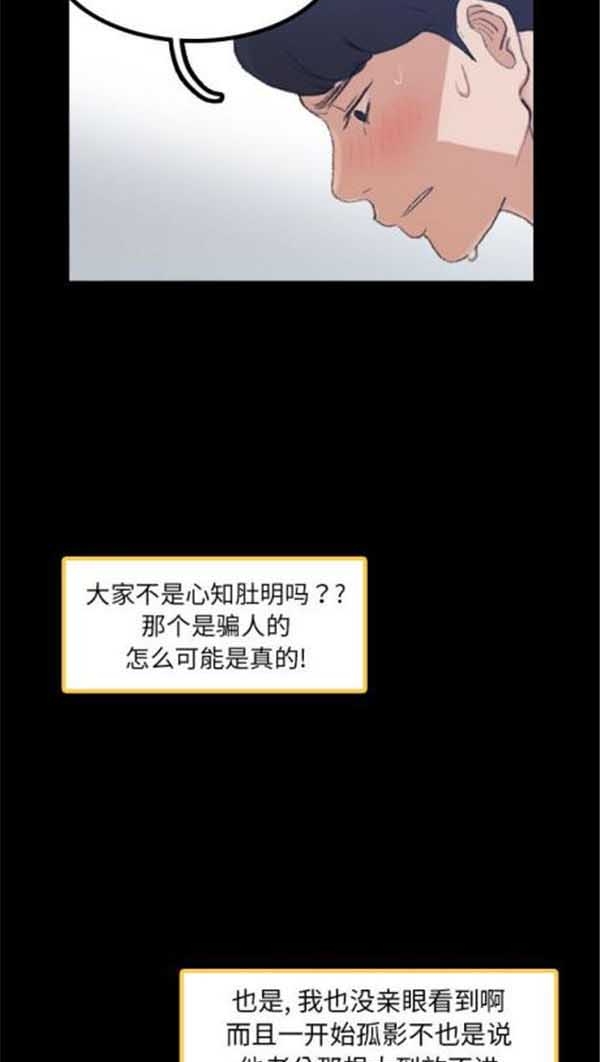 大家不是心知肚明吗??
那个是骗人的
怎么可能是真的!
也是,我也没亲眼看到啊
而且一开始孤影不也是说